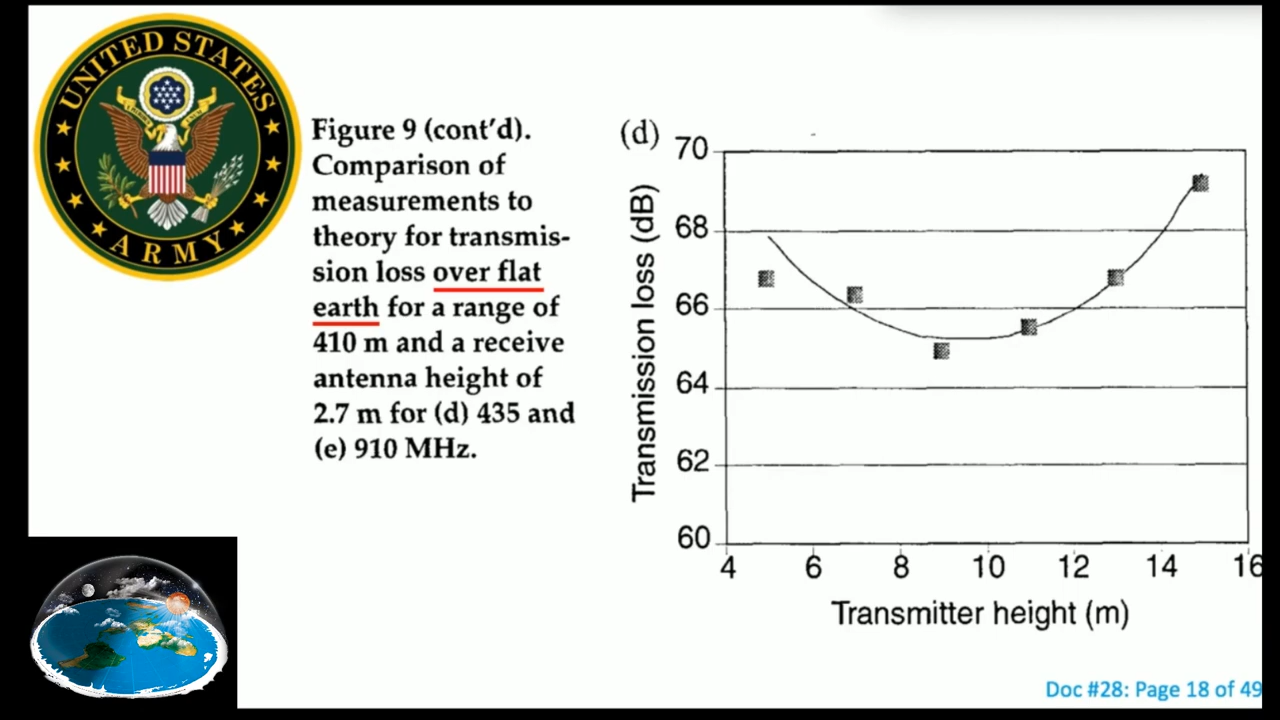 UNITED STATES
ARMY
Figure 9 (cont'd).
Comparison of
measurements to
theory for transmis-
sion loss over flat
earth for a range of
410 m and a receive
antenna height of
2.7 m for (d) 435 and
(e) 910 MHz.
(d)
Transmission loss (dB)
70
68
66
64
62
60
4 6 8 10 12 14 16
Transmitter height (m)
Doc #28: Page 18 of 49